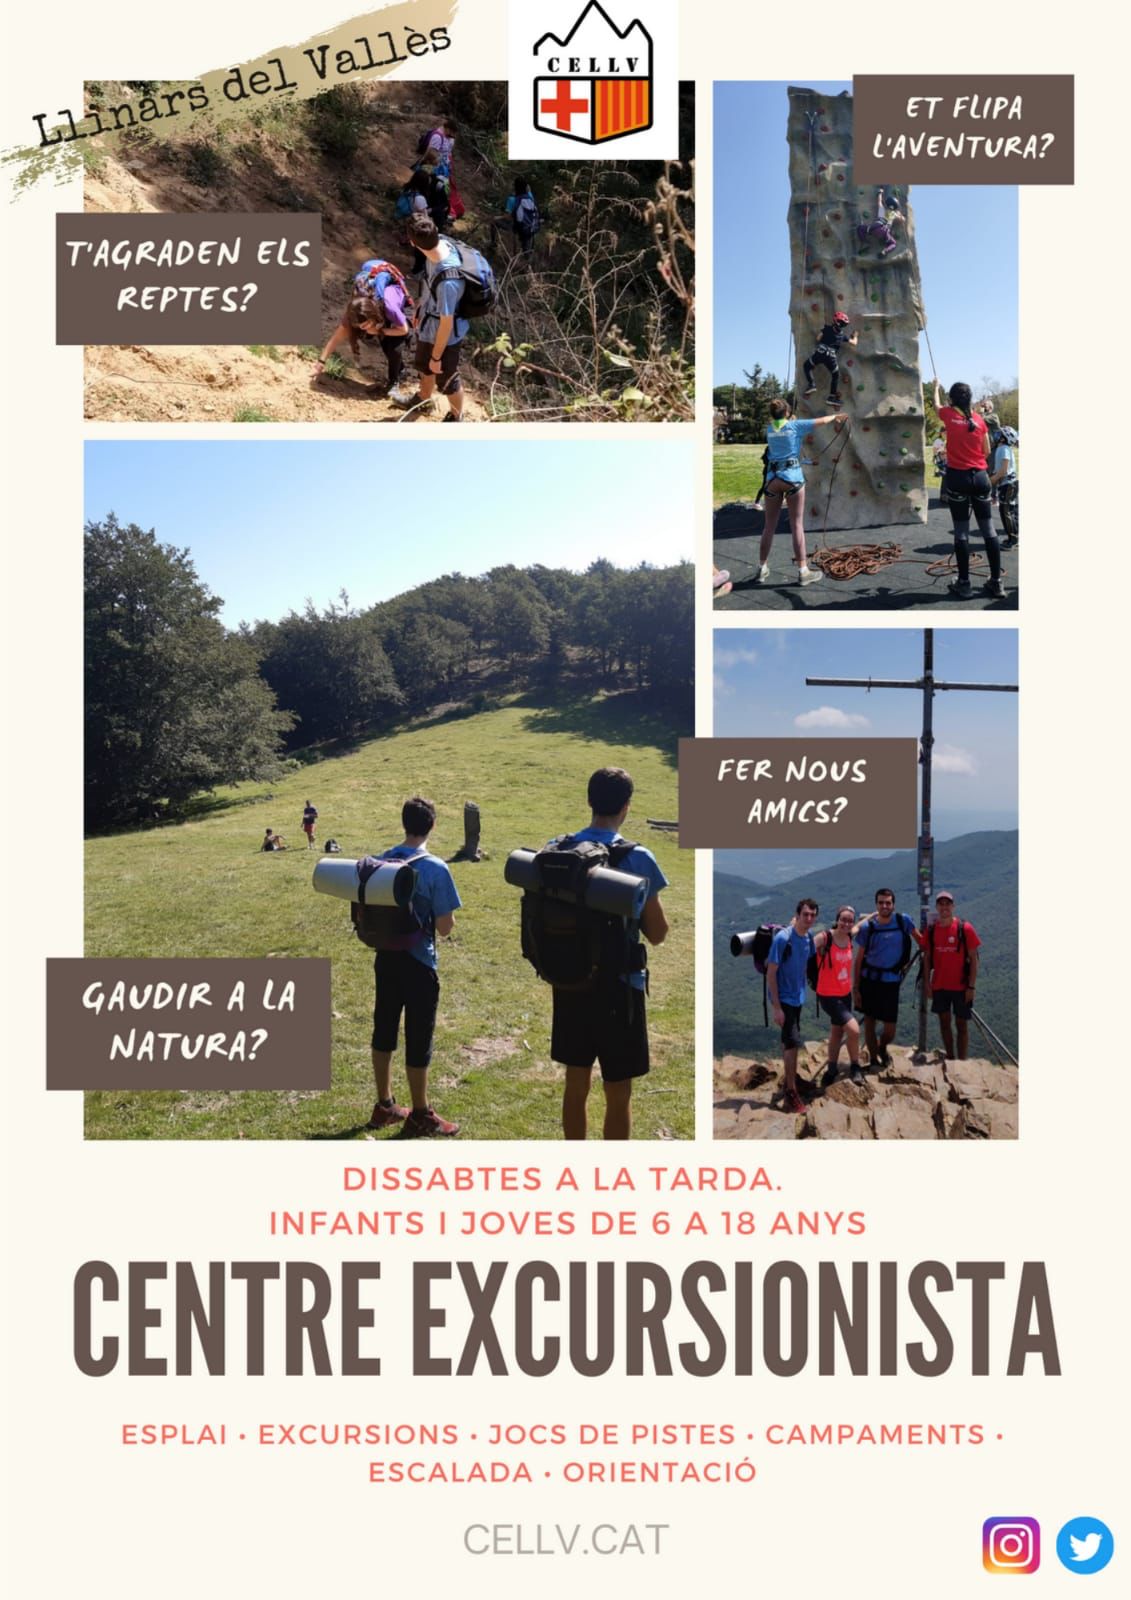 Llinars del Vallès
CELLV
ET FLIPA
L'AVENTURA?
T'AGRADEN ELS
REPTES?
FER NOUS
AMICS?
GAUDIR A LA
NATURA?
DISSABTES A LA TARDA.
INFANTS I JOVES DE 6 A 18 ANYS
CENTRE EXCURSIONISTA
ESPLAI • EXCURSIONS • JOCS DE PISTES • CAMPAMENTS •
ESCALADA • ORIENTACIÓ
CELLV.CAT